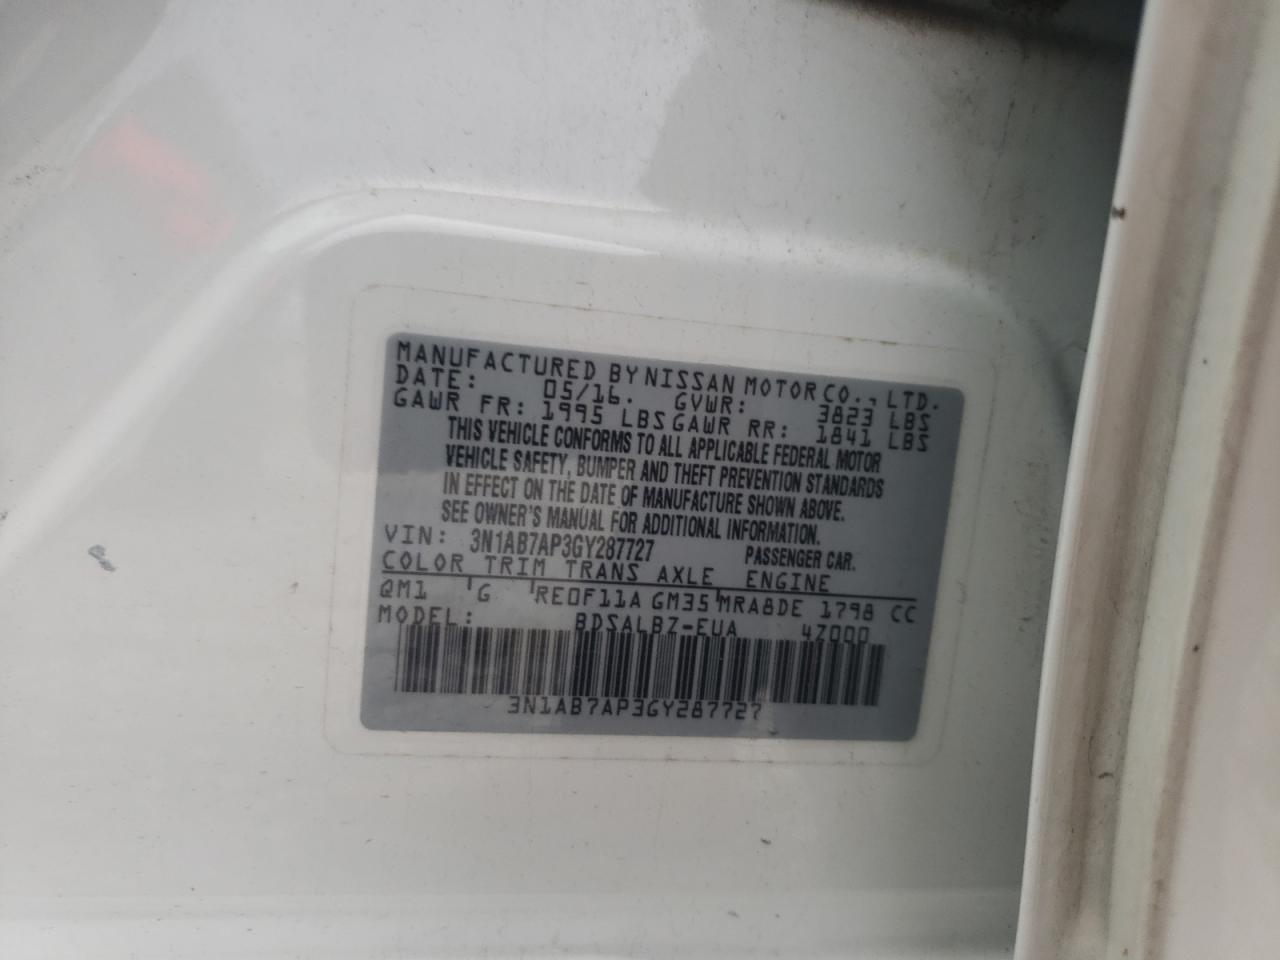 MANUFACTURED BY NISSAN MOTOR CO., LTD.
DATE: 05/16. GVWR: 3823 LBS
GAWR FR: 1995 LBS GAWR RR: 1841 LBS
THIS VEHICLE CONFORMS TO ALL APPLICABLE FEDERAL MOTOR
VEHICLE SAFETY, BUMPER AND THEFT PREVENTION STANDARDS
IN EFFECT ON THE DATE OF MANUFACTURE SHOWN ABOVE.
SEE OWNER'S MANUAL FOR ADDITIONAL INFORMATION.
VIN: 3N1AB7AP3GY287727 PASSENGER CAR.
COLOR TRIM TRANS AXLE ENGINE
QM1 G RE0F11A GM35 MRA8DE 1798 CC
MODEL: BDSALBZ-EUA 4Z000
3N1AB7AP3GY287727